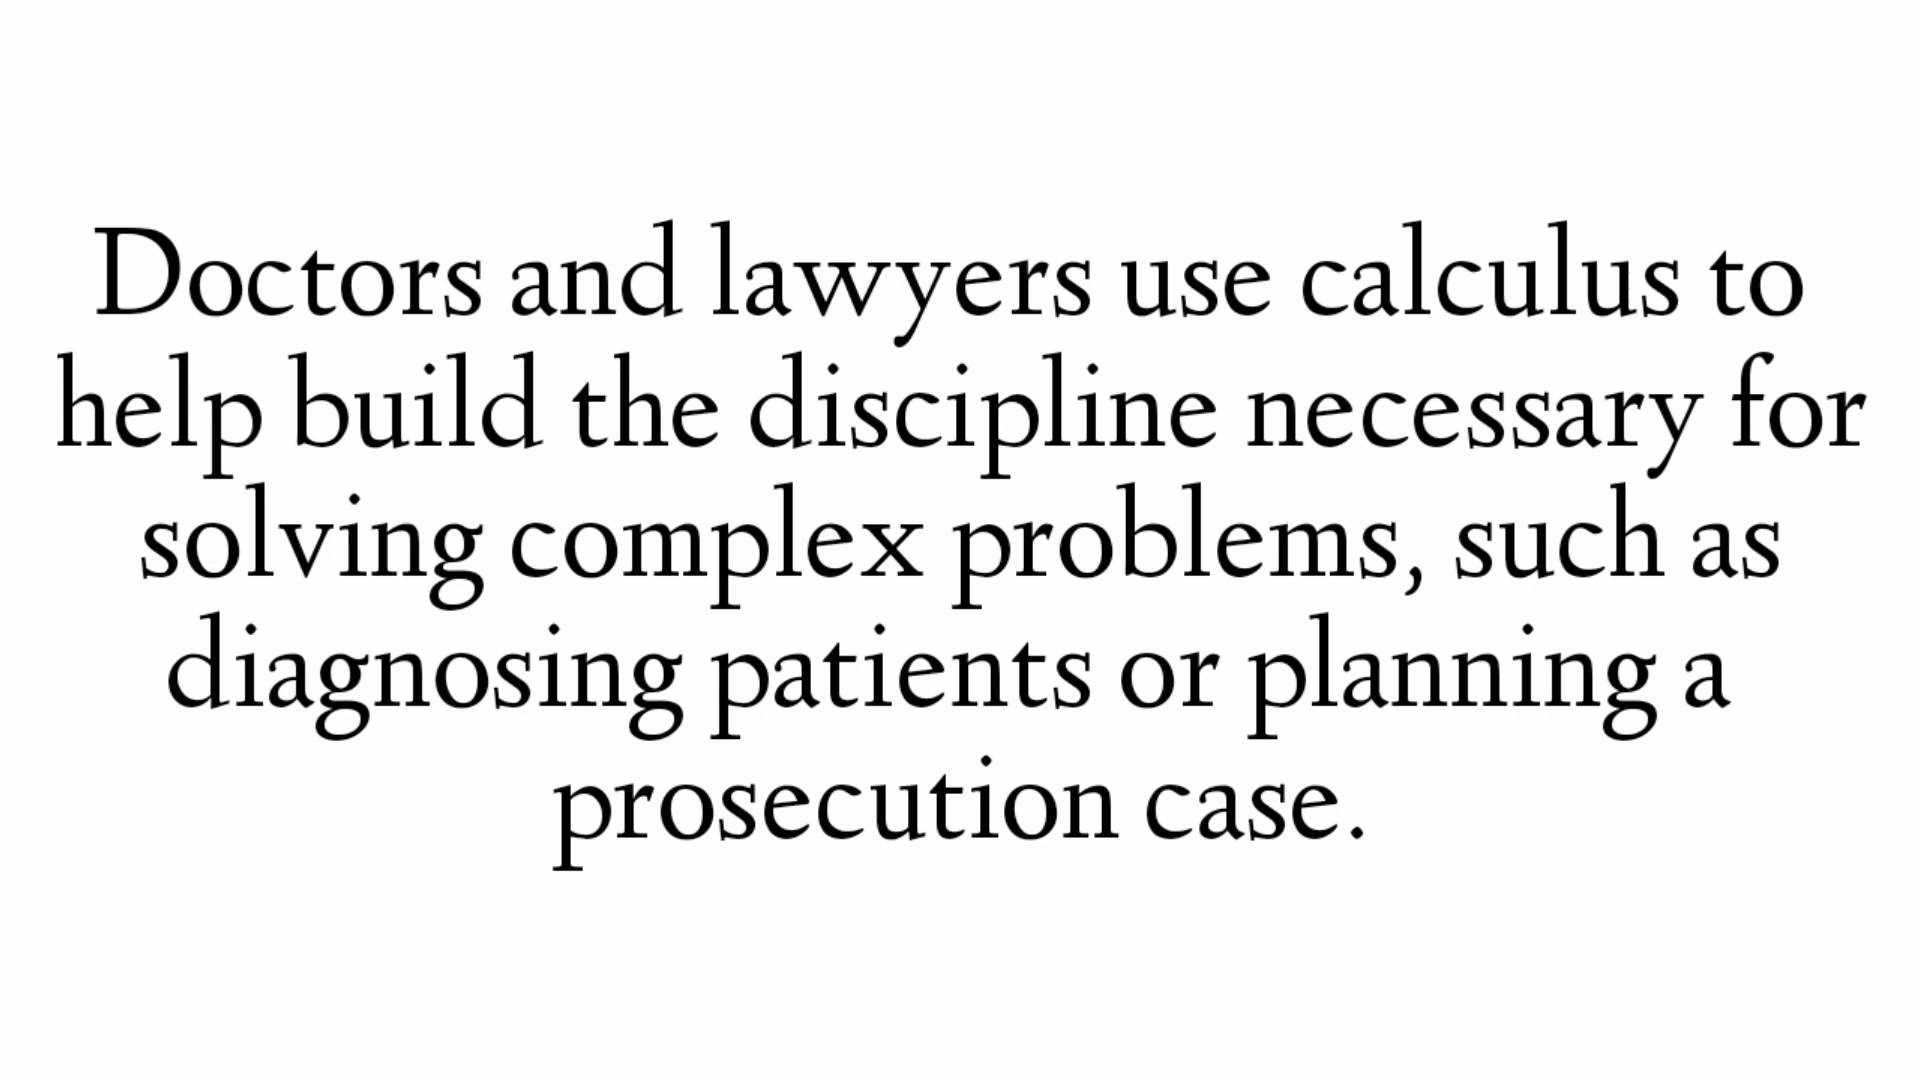 Doctors and lawyers use calculus to
help build the discipline necessary for
solving complex problems, such as
diagnosing patients or planning a
prosecution case.